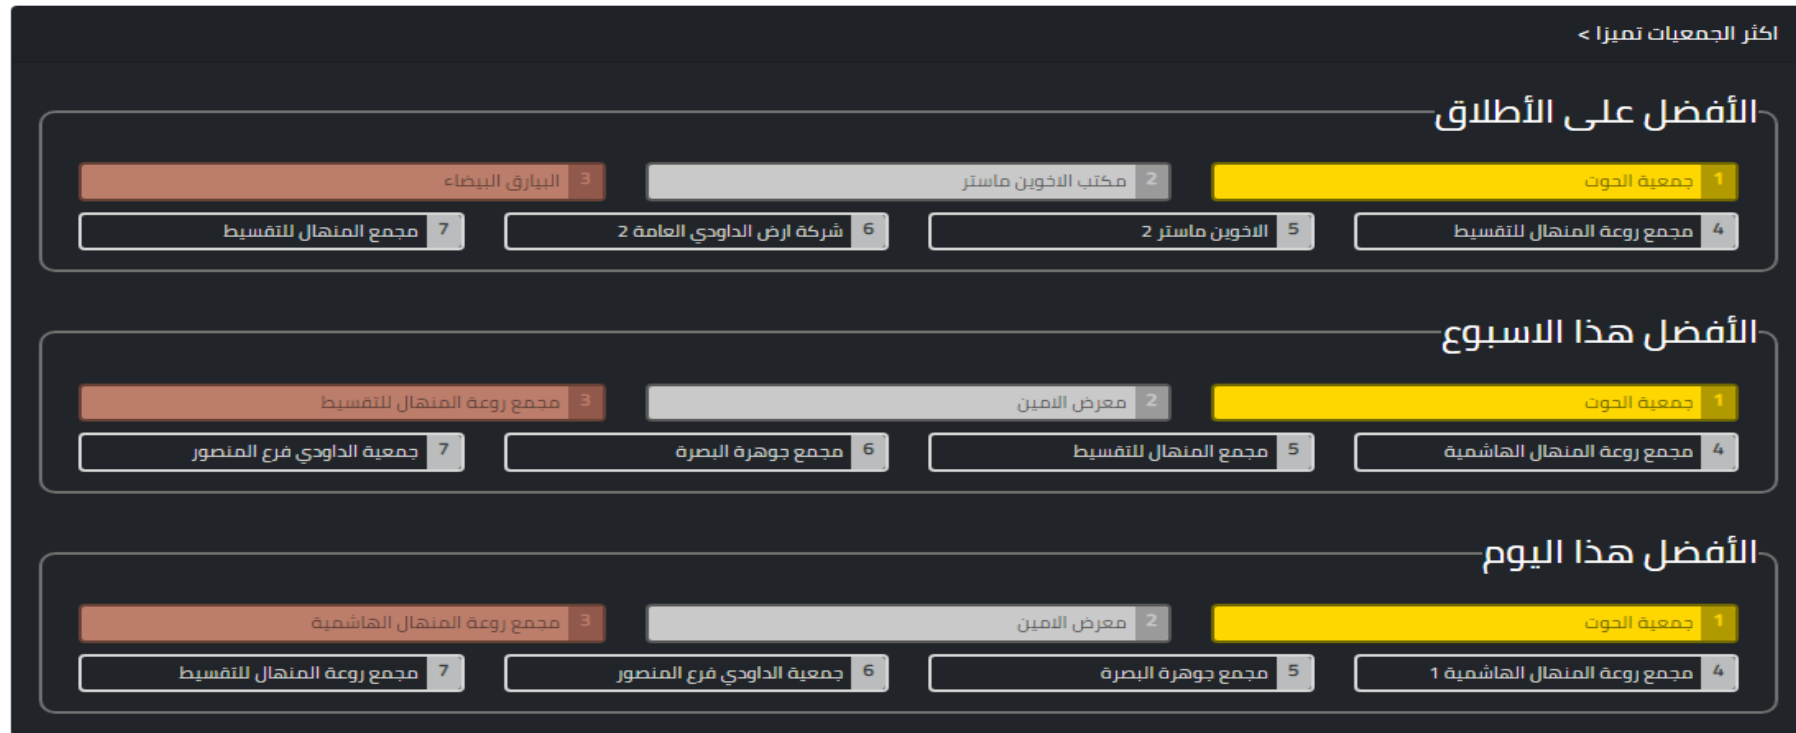 اكثر الجمعيات تميزا >
الأفضل على الأطلاق
1 جمعية الحوت 2 مكتب الاخوين ماستر 3 البيارق البيضاء
4 مجمع روعة المنهال للتقسيط 5 الاخوين ماستر 2 6 شركة ارض الداودي العامة 2 7 مجمع المنهال للتقسيط
الأفضل هذا الاسبوع
1 جمعية الحوت 2 معرض الامين 3 مجمع روعة المنهال للتقسيط
4 مجمع روعة المنهال الهاشمية 5 مجمع المنهال للتقسيط 6 مجمع جوهرة البصرة 7 جمعية الداودي فرع المنصور
الأفضل هذا اليوم
1 جمعية الحوت 2 معرض الامين 3 مجمع روعة المنهال الهاشمية
4 مجمع روعة المنهال الهاشمية 1 5 مجمع جوهرة البصرة 6 جمعية الداودي فرع المنصور 7 مجمع روعة المنهال للتقسيط